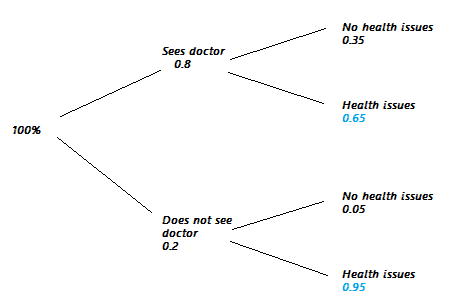 No health issues
0.35
Sees doctor
0.8
Health issues
0.65
100%
No health issues
0.05
Does not see
doctor
0.2
Health issues
0.95